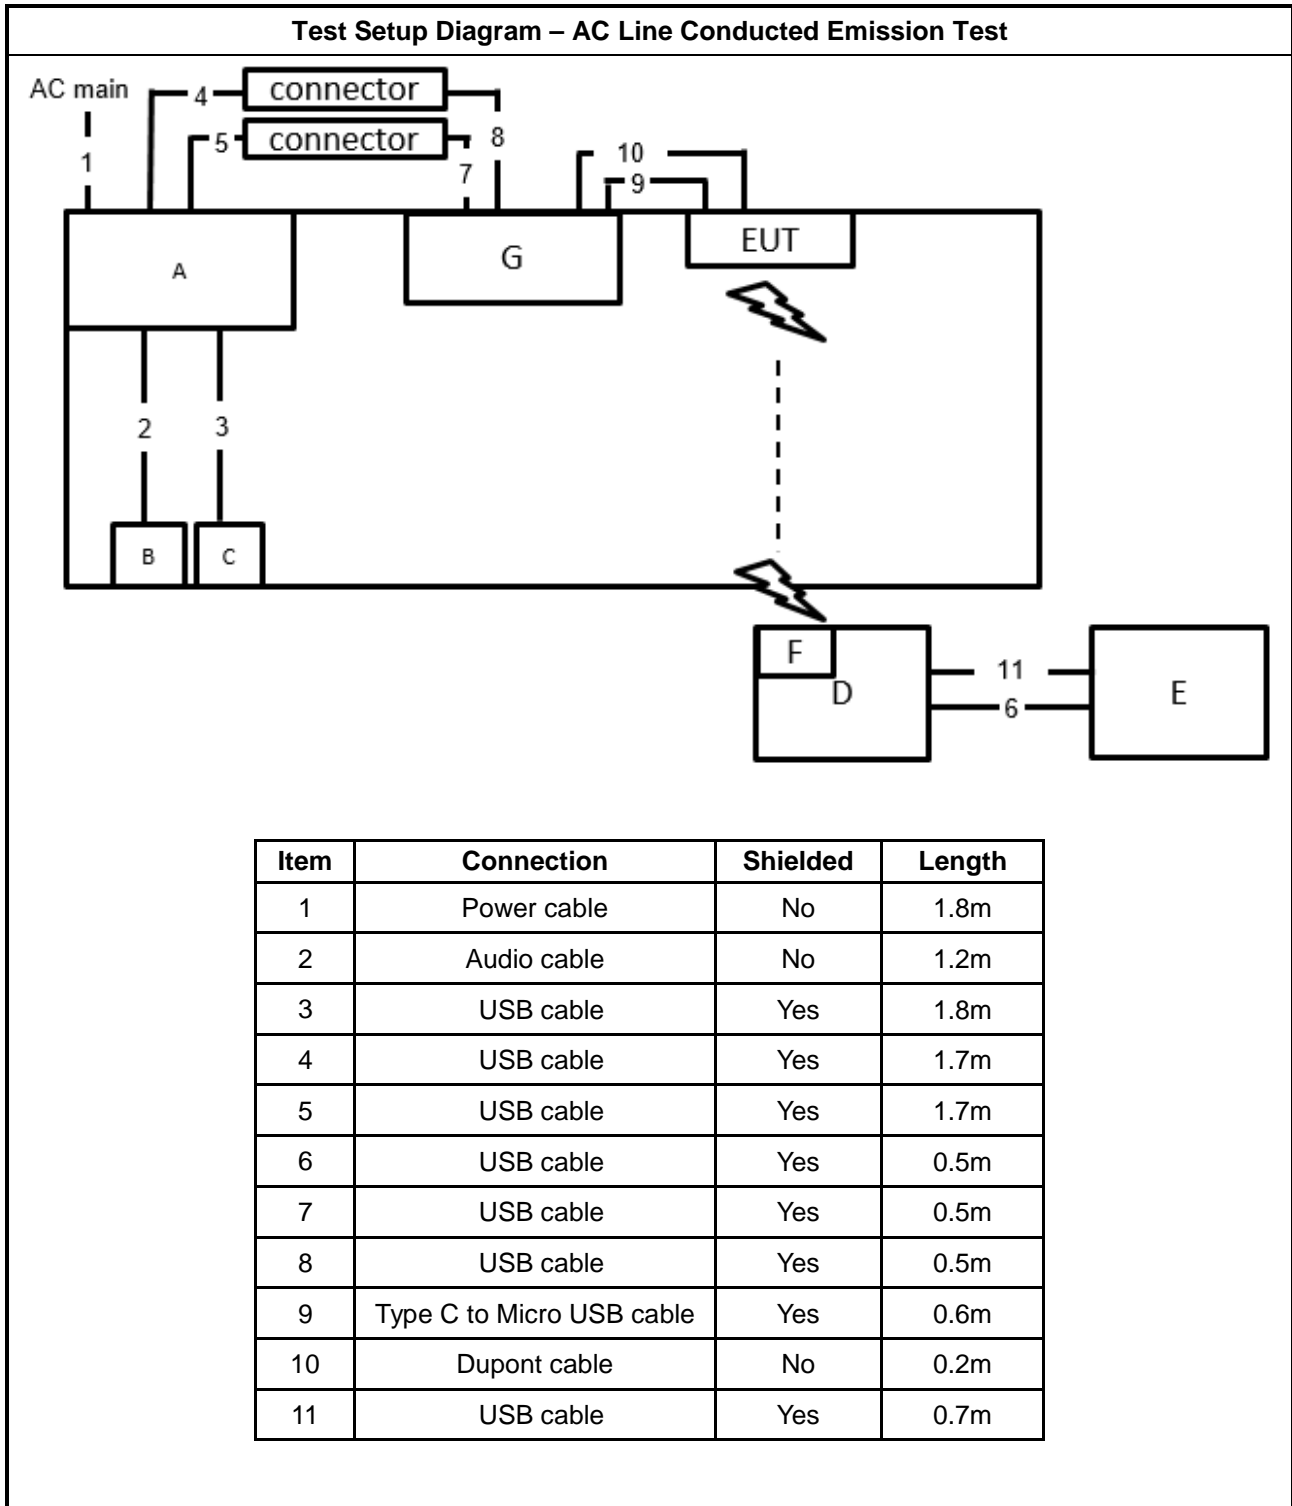 Test Setup Diagram – AC Line Conducted Emission Test
AC main
4
connector
5
connector
8
1
7
10
9
A
G
EUT
2
3
B
C
F
D
11
6
E
Item Connection Shielded Length
1 Power cable No 1.8m
2 Audio cable No 1.2m
3 USB cable Yes 1.8m
4 USB cable Yes 1.7m
5 USB cable Yes 1.7m
6 USB cable Yes 0.5m
7 USB cable Yes 0.5m
8 USB cable Yes 0.5m
9 Type C to Micro USB cable Yes 0.6m
10 Dupont cable No 0.2m
11 USB cable Yes 0.7m